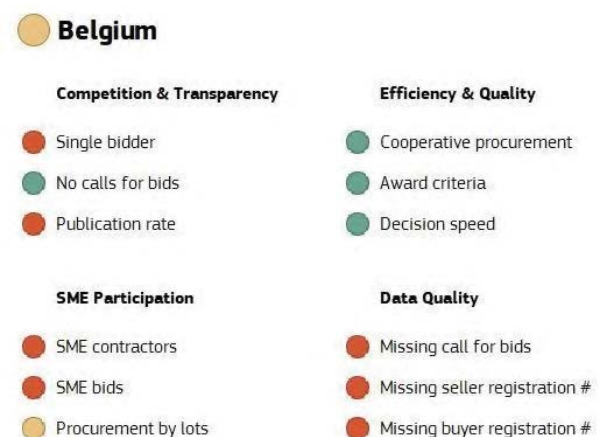 Belgium
Competition & Transparency
Single bidder
No calls for bids
Publication rate
Efficiency & Quality
Cooperative procurement
Award criteria
Decision speed
SME Participation
SME contractors
SME bids
Procurement by lots
Data Quality
Missing call for bids
Missing seller registration #
Missing buyer registration #